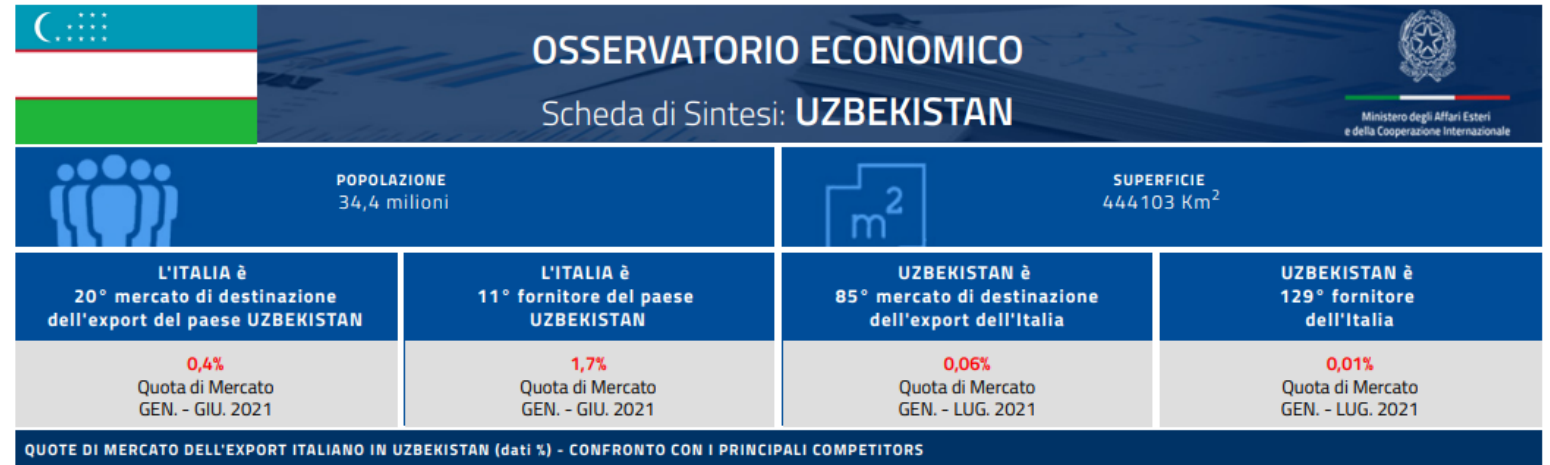 OSSERVATORIO ECONOMICO
Scheda di Sintesi: UZBEKISTAN
Ministero degli Affari Esteri
e della Cooperazione Internazionale
POPOLAZIONE
34,4 milioni
m²
SUPERFICIE
444103 Km²
L'ITALIA è
20° mercato di destinazione
dell'export del paese UZBEKISTAN
0,4%
Quota di Mercato
GEN. - GIU. 2021
L'ITALIA è
11° fornitore del paese
UZBEKISTAN
1,7%
Quota di Mercato
GEN. - GIU. 2021
UZBEKISTAN è
85° mercato di destinazione
dell'export dell'Italia
0,06%
Quota di Mercato
GEN. - LUG. 2021
UZBEKISTAN è
129° fornitore
dell'Italia
0,01%
Quota di Mercato
GEN. - LUG. 2021
QUOTE DI MERCATO DELL'EXPORT ITALIANO IN UZBEKISTAN (dati %) - CONFRONTO CON I PRINCIPALI COMPETITORS